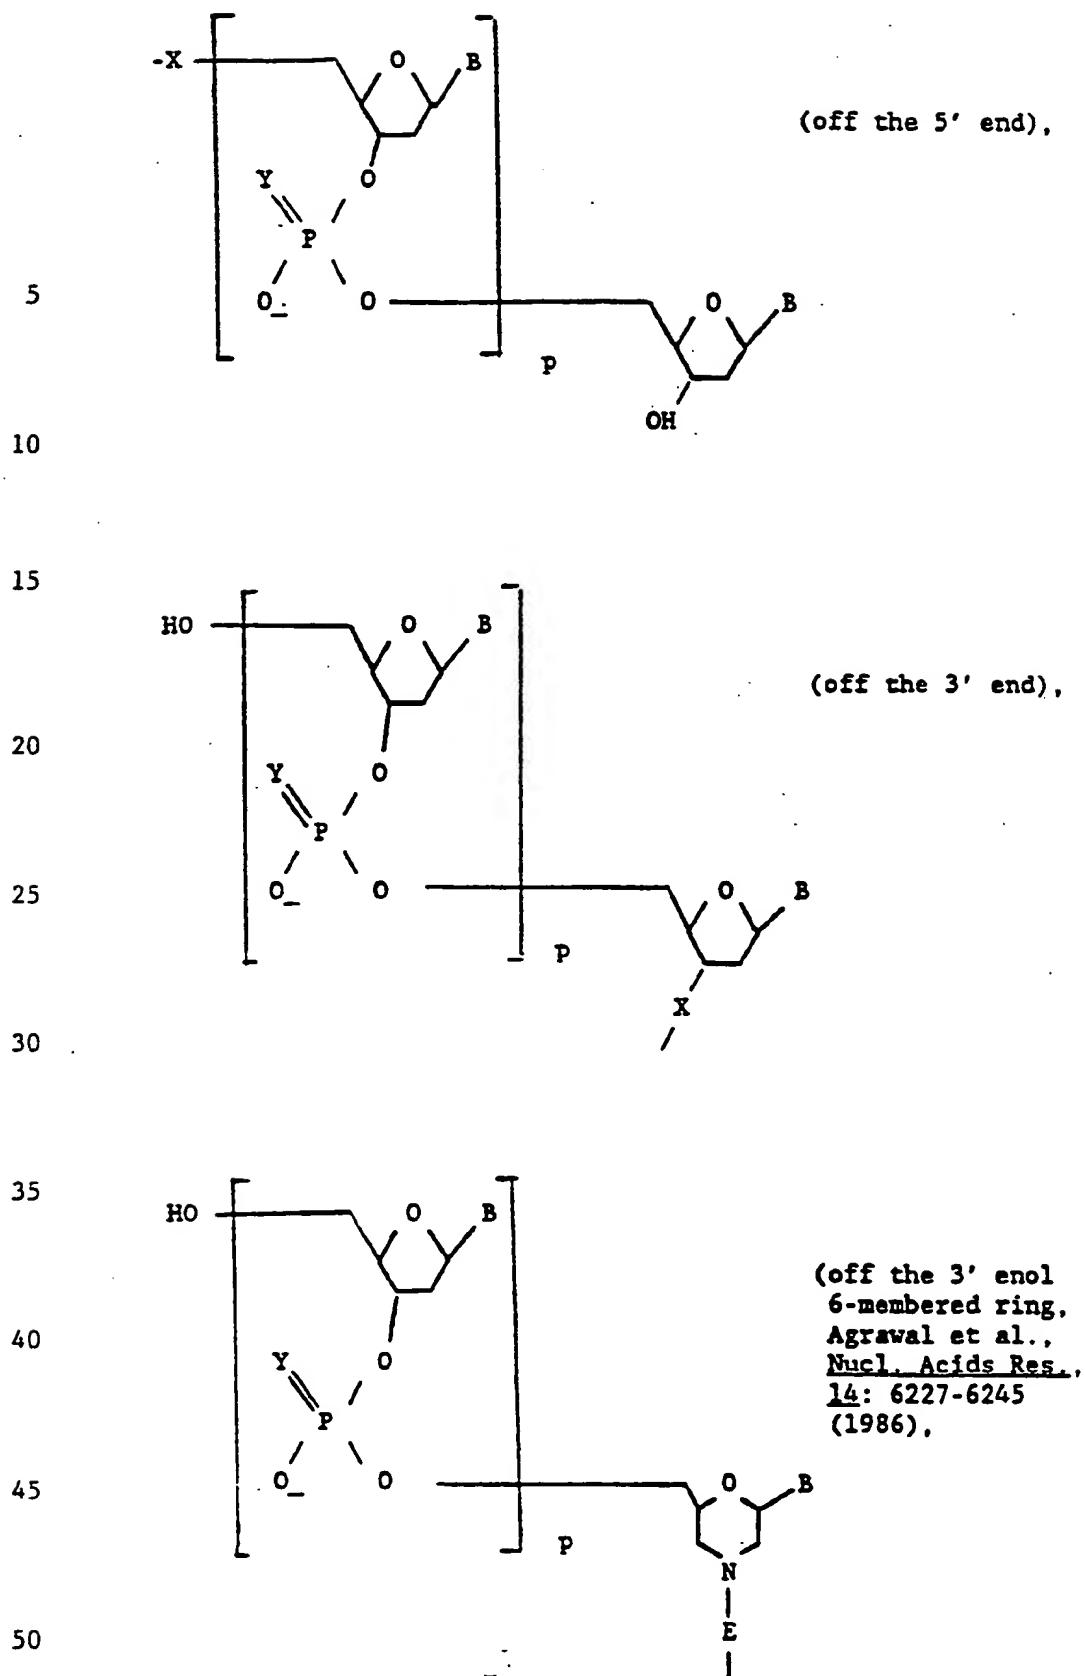 -X O B
(off the 5' end),
Y O
P
5 O_ O O B
p
OH
10
15
HO O B
(off the 3' end),
20
Y O
P
25 O_ O O B
p
X
30
35
HO O B
(off the 3' enol
6-membered ring,
Agrawal et al.,
40
Y O
Nucl. Acids Res.,
14: 6227-6245
P
(1986),
45 O_ O O B
p
N
E
50